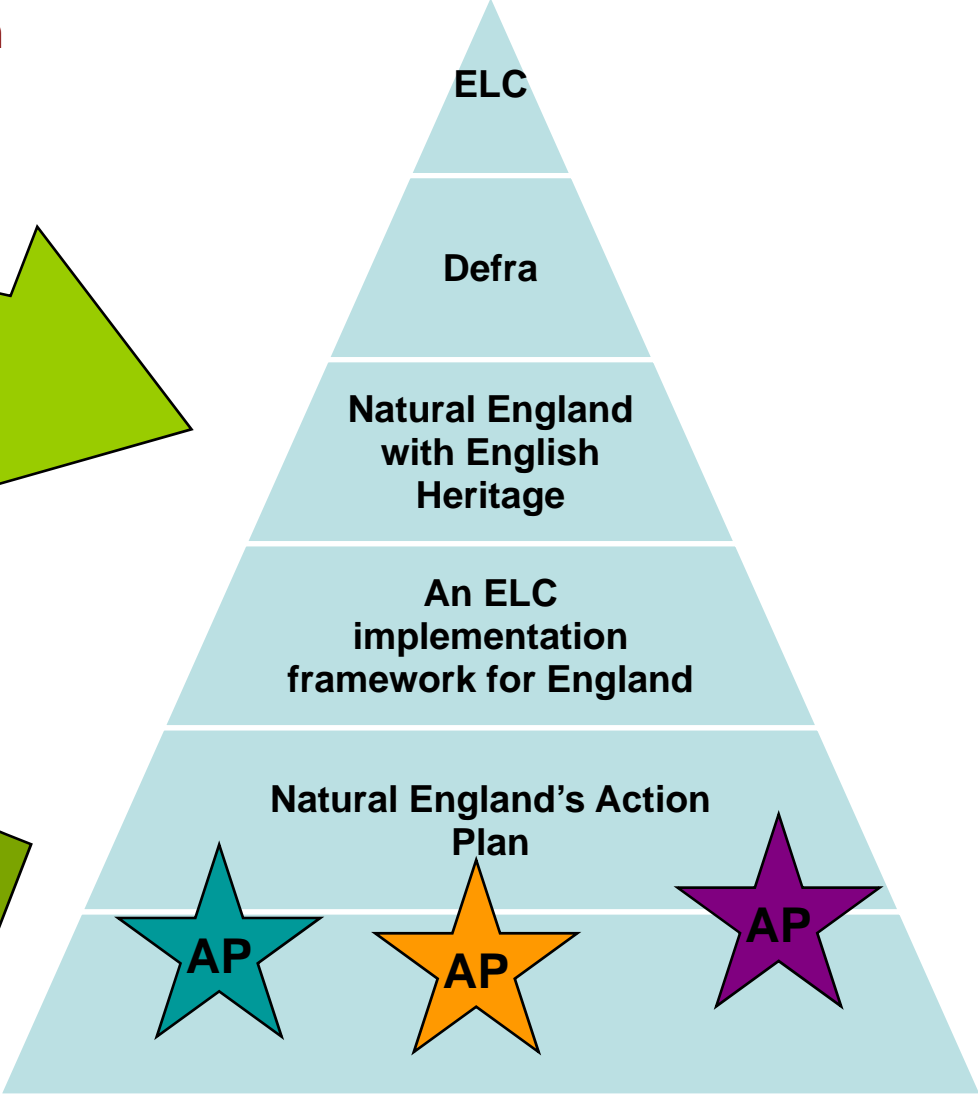 ELC
Defra
Natural England
with English
Heritage
An ELC
implementation
framework for England
Natural England’s Action
Plan
AP
AP
AP